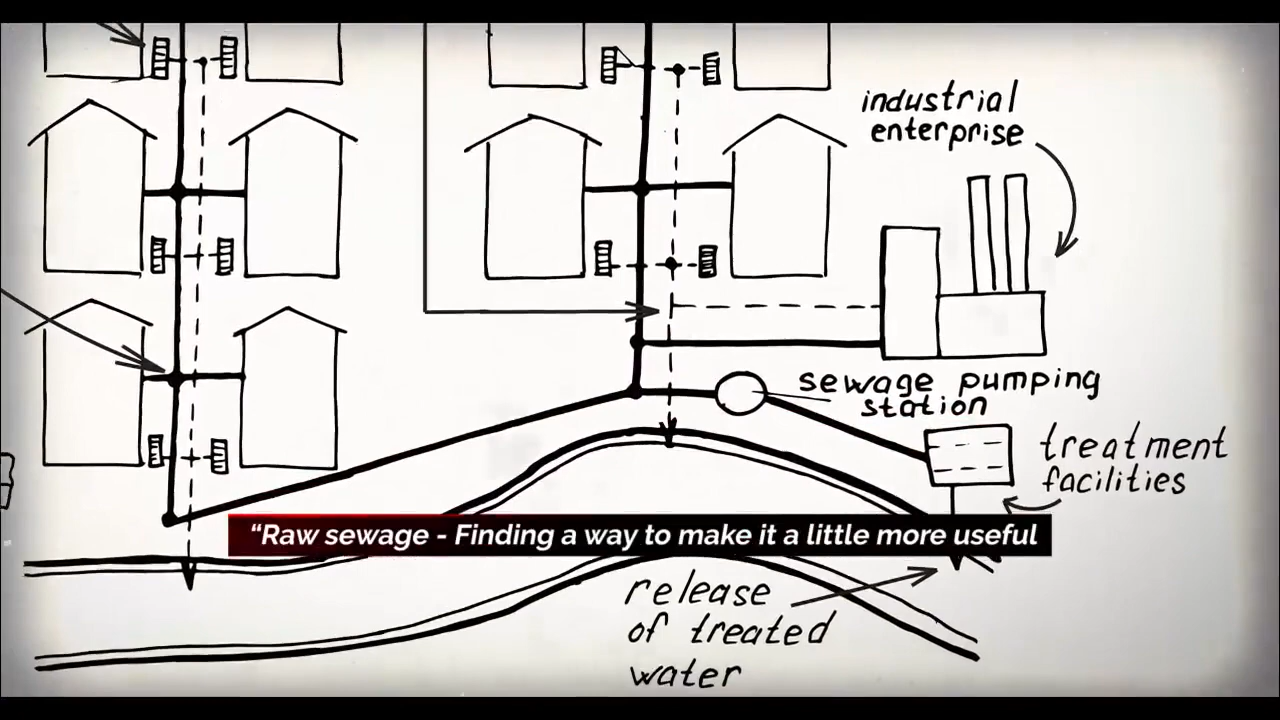 industrial
enterprise
sewage pumping
station
treatment
facilities
“Raw sewage - Finding a way to make it a little more useful
release
of treated
water